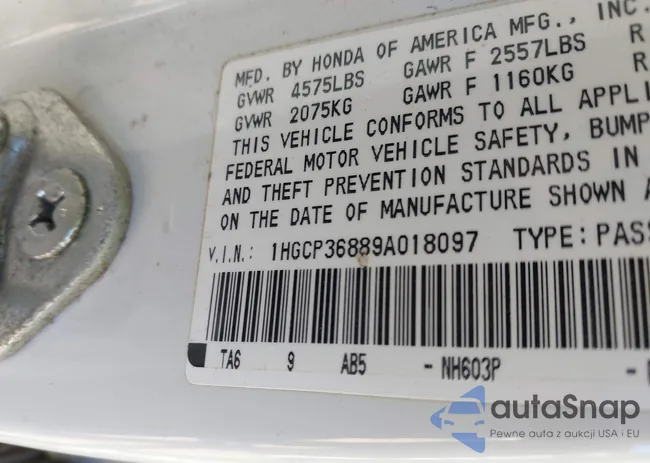 MFD. BY HONDA OF AMERICA MFG., INC.
GVWR 4575LBS GAWR F 2557LBS R
GVWR 2075KG GAWR F 1160KG R
THIS VEHICLE CONFORMS TO ALL APPLI
FEDERAL MOTOR VEHICLE SAFETY, BUMP
AND THEFT PREVENTION STANDARDS IN
ON THE DATE OF MANUFACTURE SHOWN A
V.I.N.: 1HGCP36889A018097 TYPE: PASS
TA6 9 AB5 -NH603P -
autaSnap
Pewne auta z aukcji USA i EU